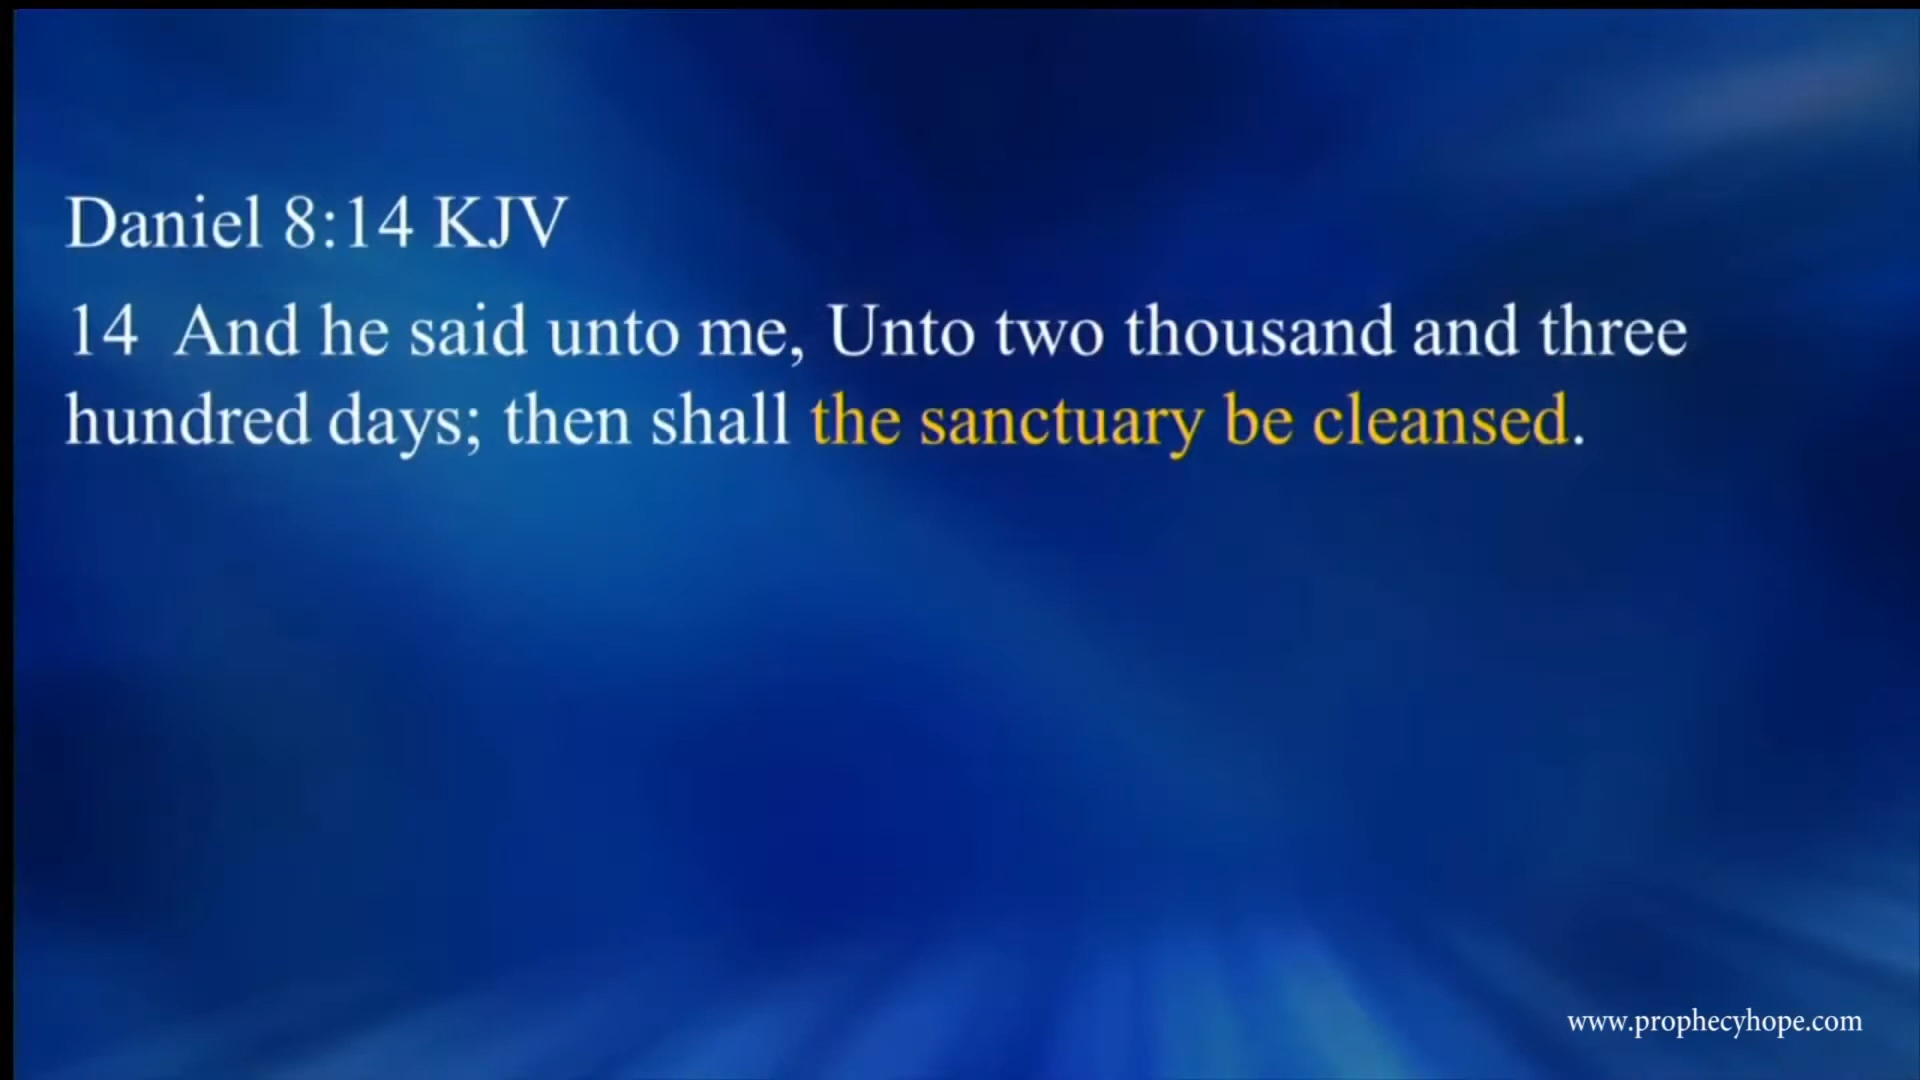 Daniel 8:14 KJV
14 And he said unto me, Unto two thousand and three
hundred days; then shall the sanctuary be cleansed.
www.prophecyhope.com